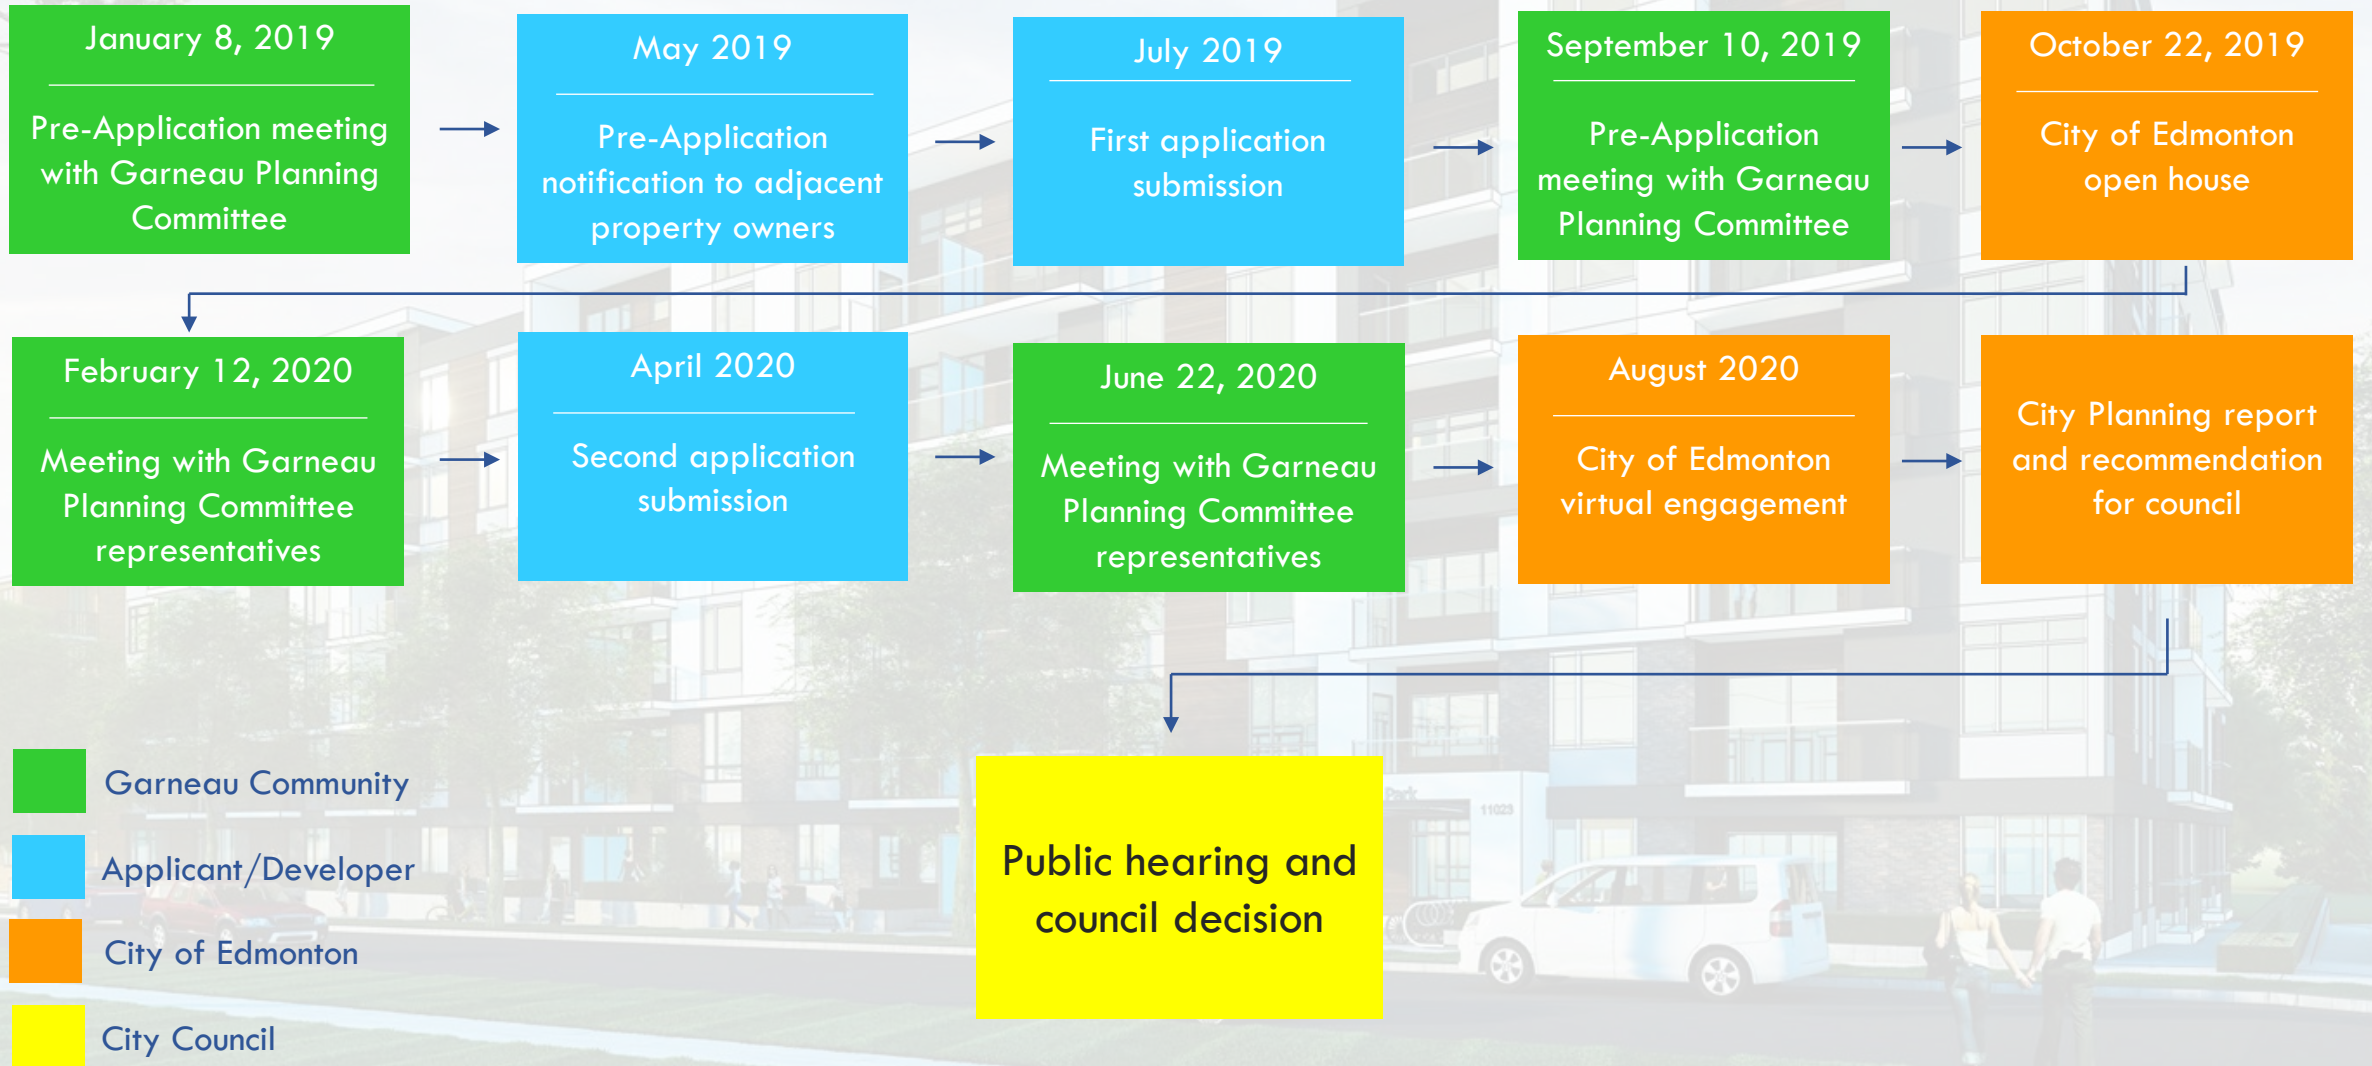 January 8, 2019
Pre-Application meeting
with Garneau Planning
Committee
May 2019
Pre-Application
notification to adjacent
property owners
July 2019
First application
submission
September 10, 2019
Pre-Application
meeting with Garneau
Planning Committee
October 22, 2019
City of Edmonton
open house
February 12, 2020
Meeting with Garneau
Planning Committee
representatives
April 2020
Second application
submission
June 22, 2020
Meeting with Garneau
Planning Committee
representatives
August 2020
City of Edmonton
virtual engagement
City Planning report
and recommendation
for council
Public hearing and
council decision
Park
11023
Garneau Community
Applicant/Developer
City of Edmonton
City Council